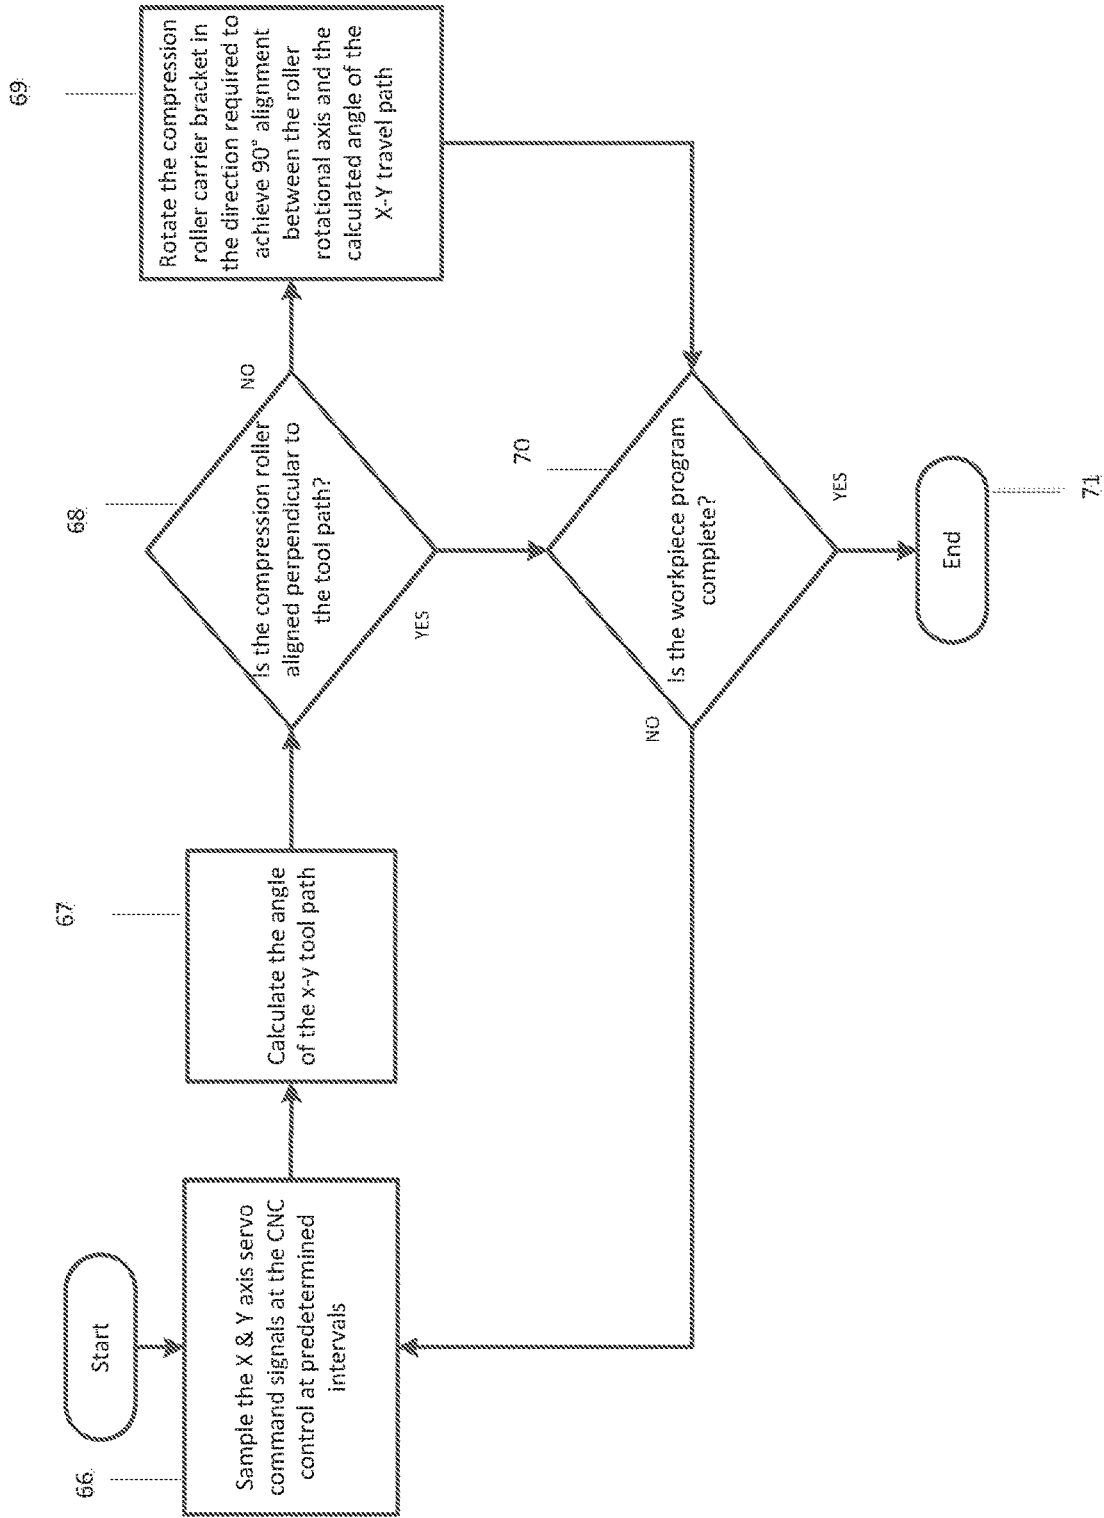 Start
66
Sample the X & Y axis servo
command signals at the CNC
control at predetermined
intervals
67
Calculate the angle
of the x-y tool path
68
Is the compression roller
aligned perpendicular to
the tool path?
NO
YES
69
Rotate the compression
roller carrier bracket in
the direction required to
achieve 90° alignment
between the roller
rotational axis and the
calculated angle of the
X-Y travel path
70
Is the workpiece program
complete?
NO
YES
End
71